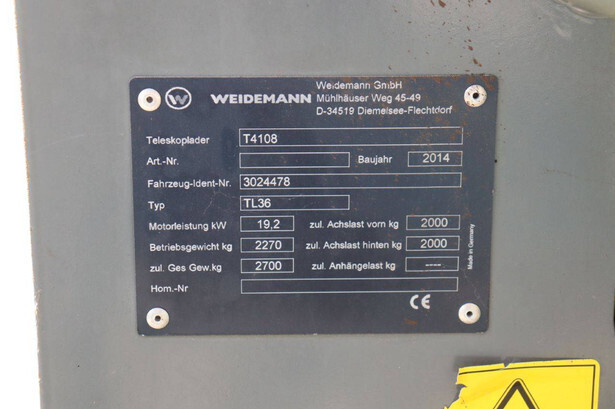 WEIDEMANN
Weidemann GmbH
Mühlhäuser Weg 45-49
D-34519 Diemelsee-Flechtdorf
Teleskoplader T4108
Art.-Nr. Baujahr 2014
Fahrzeug-Ident-Nr. 3024478
Typ TL36
Motorleistung kW 19,2 zul. Achslast vorn kg 2000
Betriebsgewicht kg 2270 zul. Achslast hinten kg 2000
zul. Ges Gew.kg 2700 zul. Anhängelast kg ----
Hom.-Nr
Made in Germany
CE